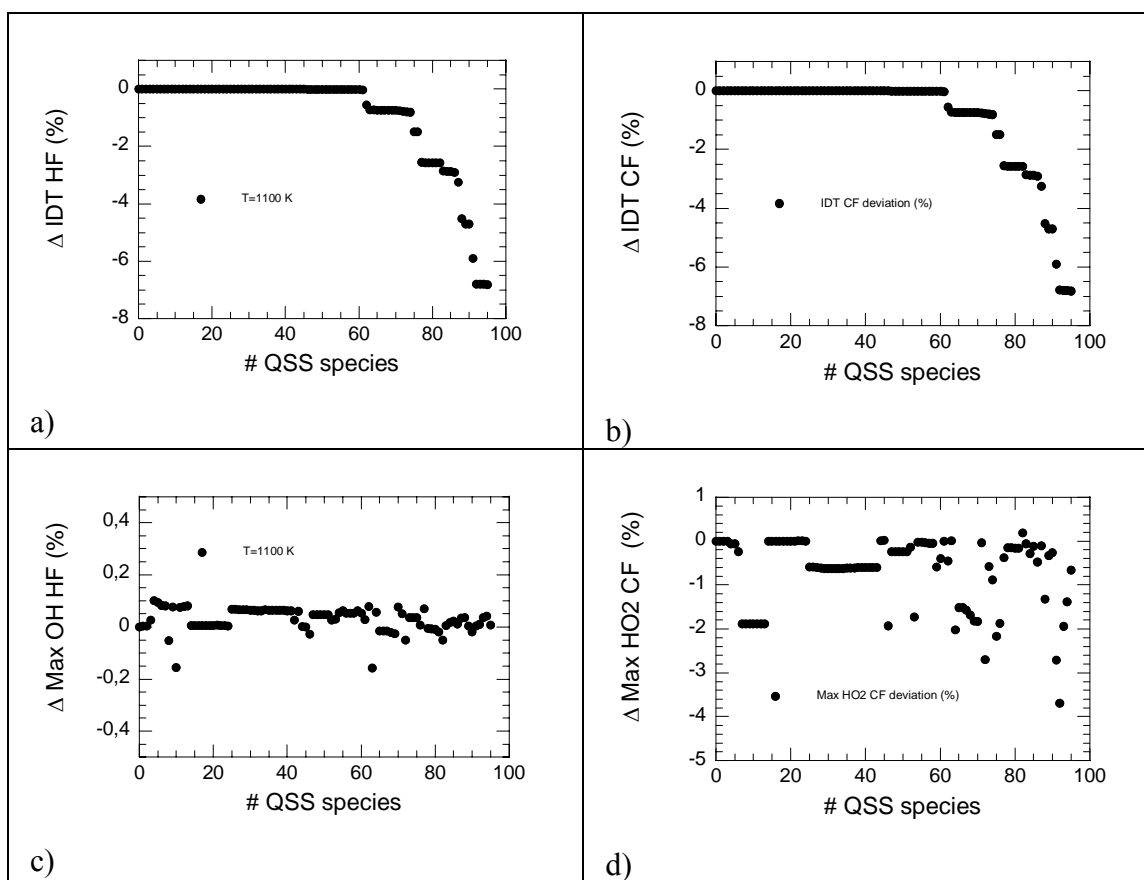 0
-2
-4
-6
-8
Δ IDT HF (%)
T=1100 K
0 20 40 60 80 100
# QSS species
a)
0
-2
-4
-6
-8
Δ IDT CF (%)
IDT CF deviation (%)
0 20 40 60 80 100
# QSS species
b)
0,4
0,2
0
-0,2
-0,4
Δ Max OH HF (%)
T=1100 K
0 20 40 60 80 100
# QSS species
c)
1
0
-1
-2
-3
-4
-5
Δ Max HO2 CF (%)
Max HO2 CF deviation (%)
0 20 40 60 80 100
# QSS species
d)